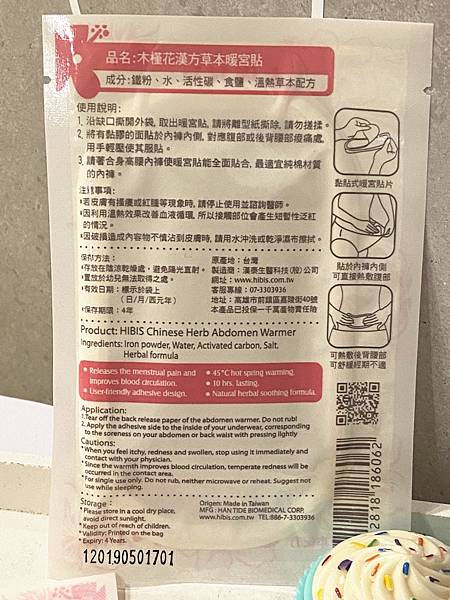 品名:木槿花漢方草本暖宮貼
成分:鐵粉、水、活性碳、食鹽、溫熱草本配方
使用說明:
1. 沿缺口撕開外袋, 取出暖宮貼, 請將離型紙撕除, 請勿搓揉。
2. 將有黏膠的面貼於內褲內側, 對應腹部或後背腰部痠痛處,
用手輕壓使其服貼。
3. 請著合身高腰內褲使暖宮貼能全面貼合, 最適宜純棉材質
的內褲。
黏貼式暖宮貼片
注意事項:
*若皮膚有搔癢或紅腫等現象時, 請停止使用並諮詢醫師。
*因利用溫熱效果改善血液循環, 所以接觸部位會產生短暫性泛紅
的情況。
*因破損造成內容物不慎沾到皮膚時, 請用水沖洗或乾淨濕布擦拭。
貼於內褲內側
可直接熱敷腹部
保存方法:
*存放在陰涼乾燥處, 避免陽光直射。
*置放於幼兒無法取得之處。
*有效日期: 標示於袋上
(日/月/西元年)
*保存期限: 4年
原產地: 台灣
製造商: 漢泰生醫科技(股)公司
網址: www.hibis.com.tw
客服專線: 07-3303936
地址: 高雄市前鎮區嘉陵街40號
本產品已投保一千萬產物責任險
Product: HIBIS Chinese Herb Abdomen Warmer
Ingredients: Iron powder, Water, Activated carbon, Salt,
Herbal formula
可熱敷後背腰部
可舒緩經期不適
• Releases the menstrual pain and
improves blood circulation.
• User-friendly adhesive design.
• 45°C hot spring warming.
• 10 hrs. lasting.
• Natural herbal soothing formula.
Application:
1.Tear off the back release paper of the abdomen warmer. Do not rub!
2. Apply the adhesive side to the inside of your underwear, corresponding
to the soreness on your abdomen or back waist with pressing lightly
Cautions:
*When you feel itchy, redness and swollen, stop using it immediately and
contact with your physician.
*Since the warmth improves blood circulation, temperate redness will be
occurred in the contact area.
*For single use only. Do not rub, neither microwave or reheat. Suggest not
use while sleeping.
Storage :
*Please store in a cool dry place,
avoid direct sunlight.
*Keep out of reach of children.
*Validity: Printed on the bag
*Expiry: 4 Years.
Origen: Made in Taiwan
MFG : HAN TIDE BIOMEDICAL CORP.
www.hibis.com.tw TEL:886-7-3303936
120190501701
2818186062